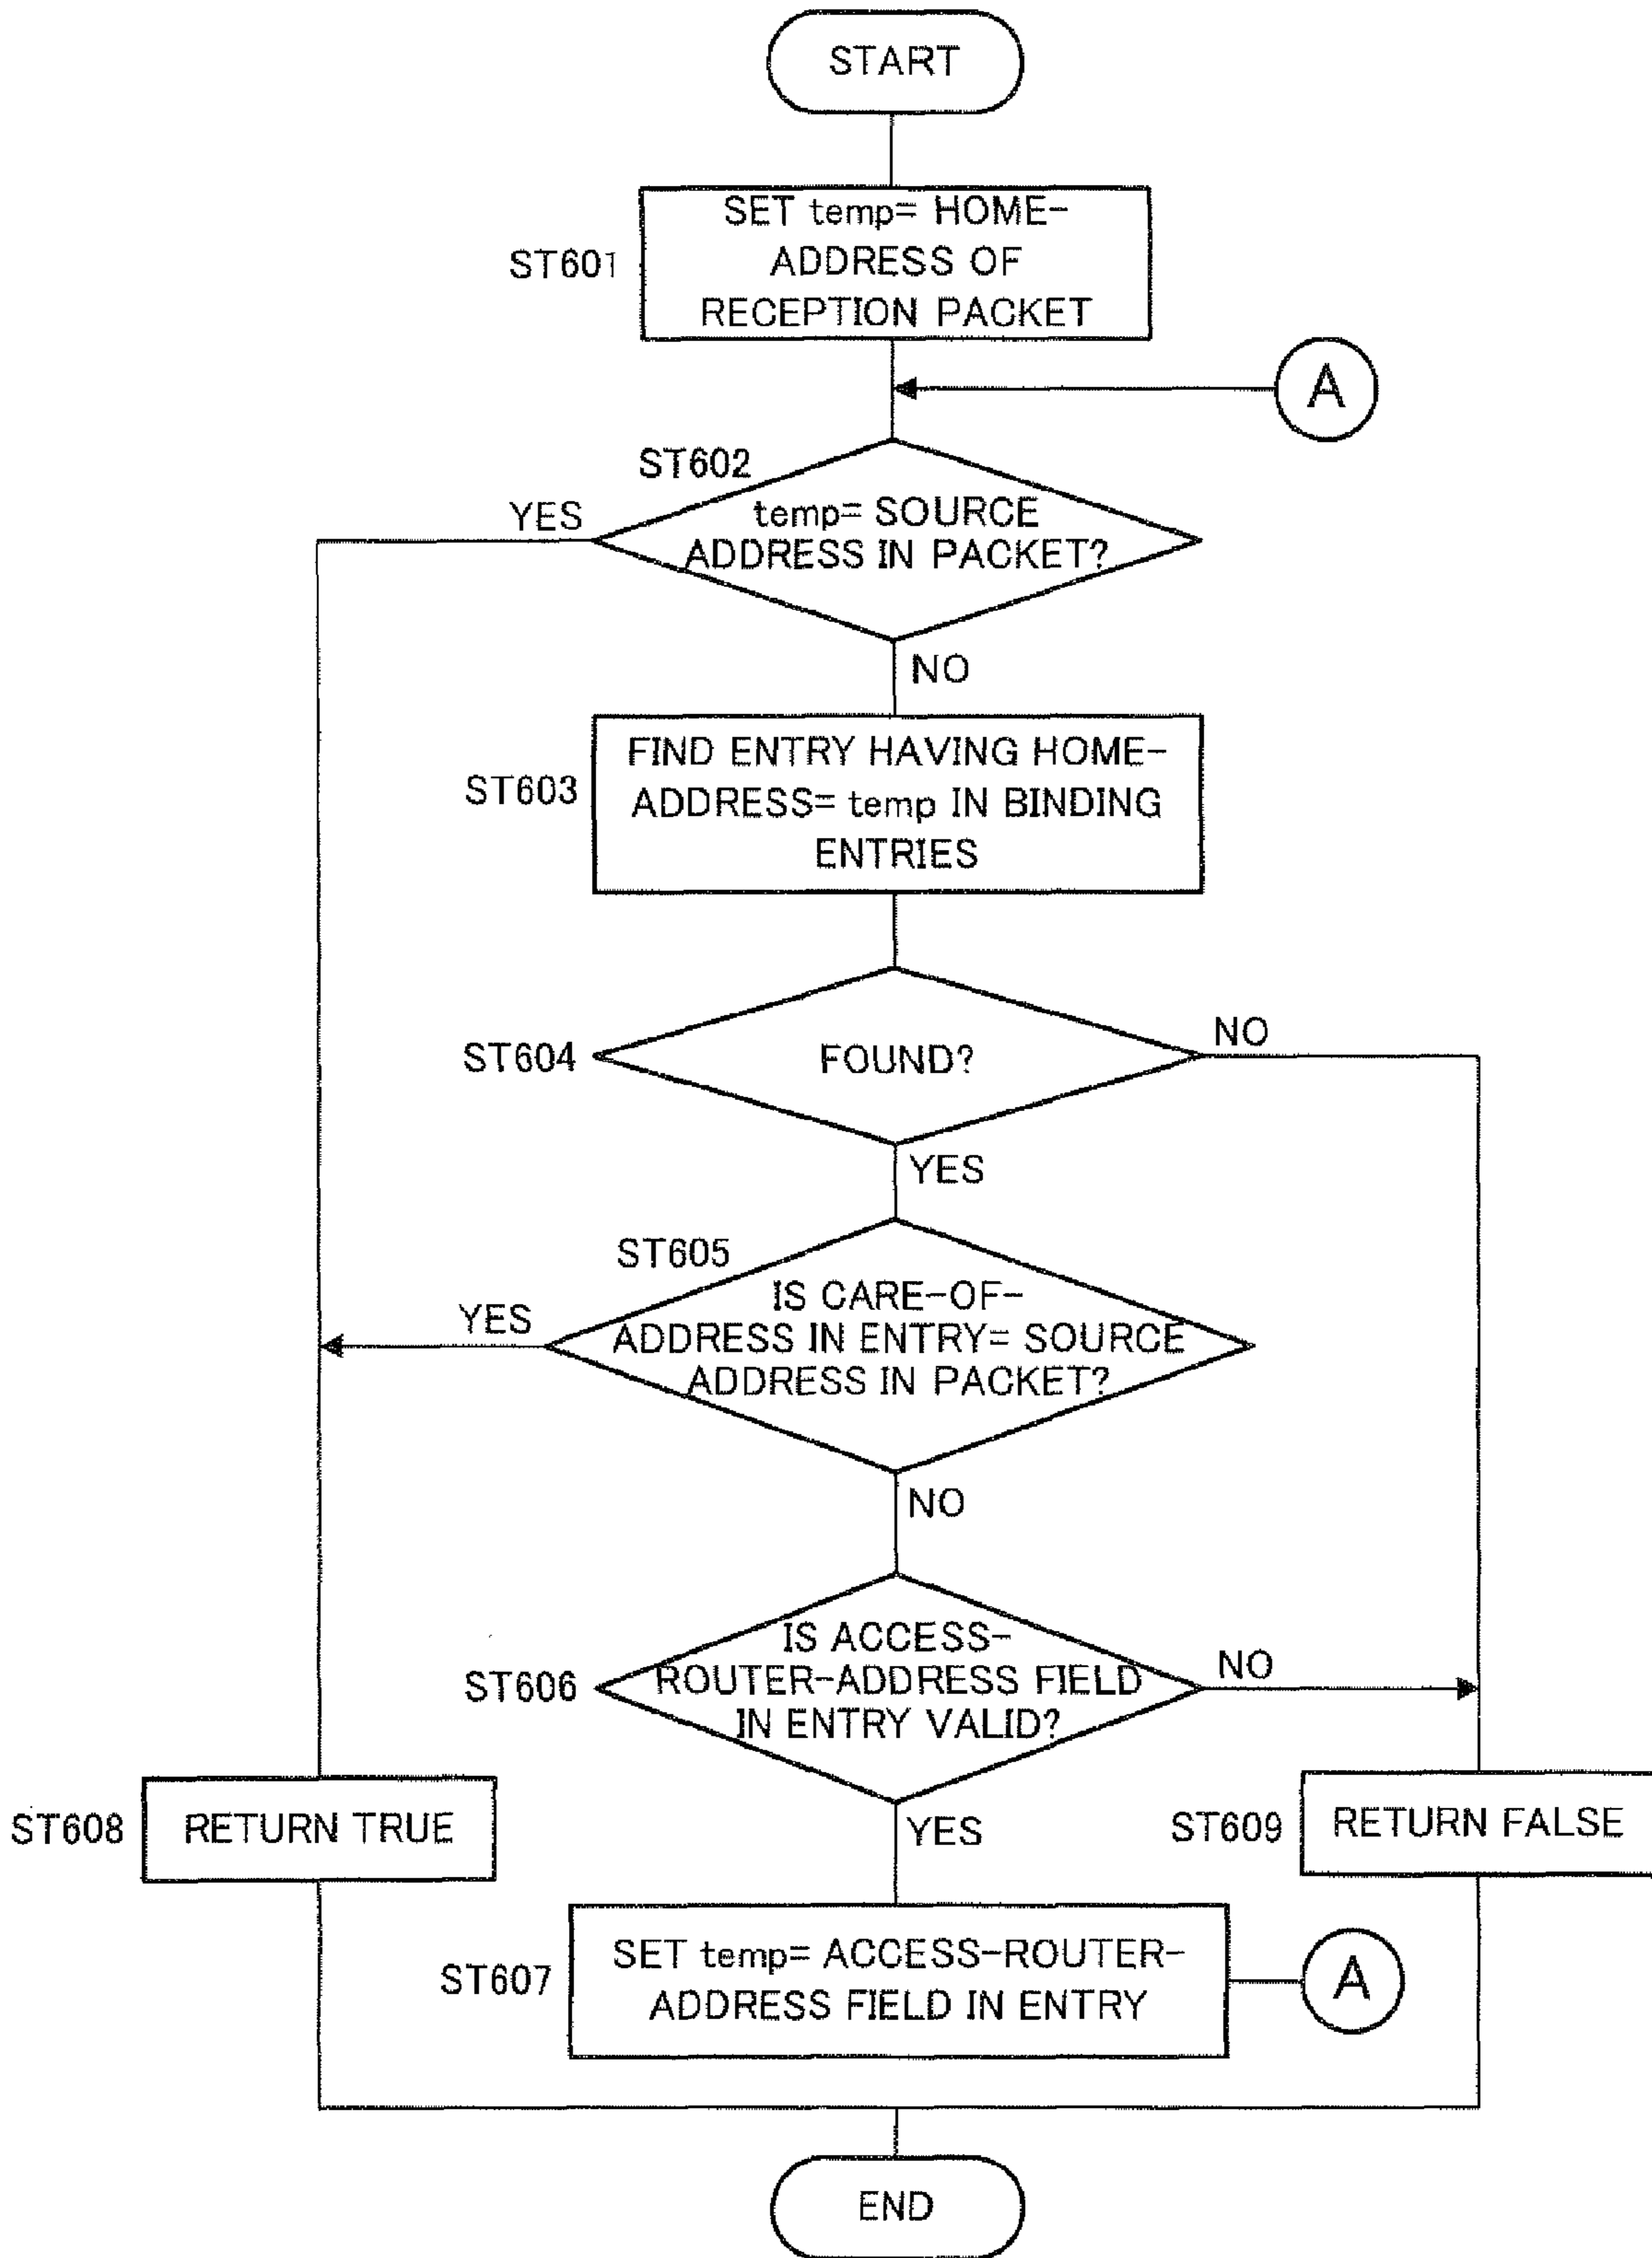 START
SET temp= HOME-
ADDRESS OF
RECEPTION PACKET
ST601
A
ST602
YES
temp= SOURCE
ADDRESS IN PACKET?
NO
FIND ENTRY HAVING HOME-
ADDRESS= temp IN BINDING
ENTRIES
ST603
ST604
FOUND?
NO
YES
ST605
YES
IS CARE-OF-
ADDRESS IN ENTRY= SOURCE
ADDRESS IN PACKET?
NO
ST606
IS ACCESS-
ROUTER-ADDRESS FIELD
IN ENTRY VALID?
NO
YES
ST608
RETURN TRUE
ST609
RETURN FALSE
ST607
SET temp= ACCESS-ROUTER-
ADDRESS FIELD IN ENTRY
A
END